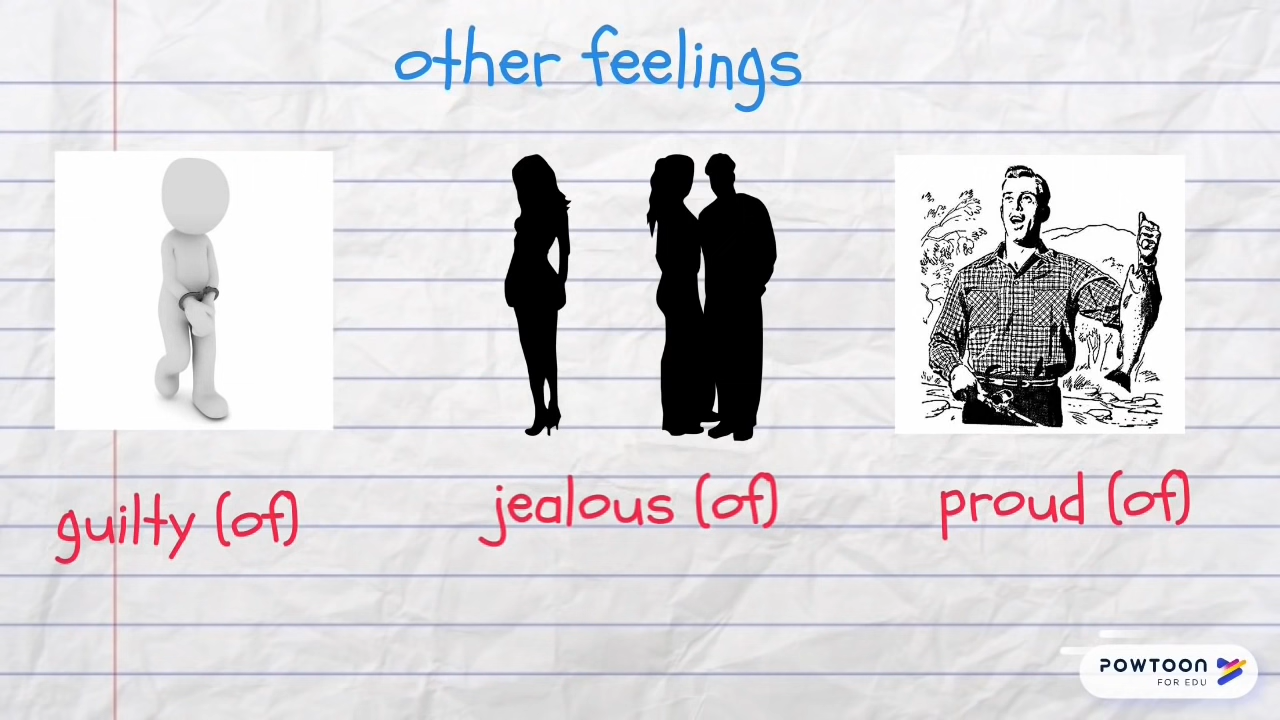 other feelings
guilty (of)
jealous (of)
proud (of)
POWTOON
FOR EDU